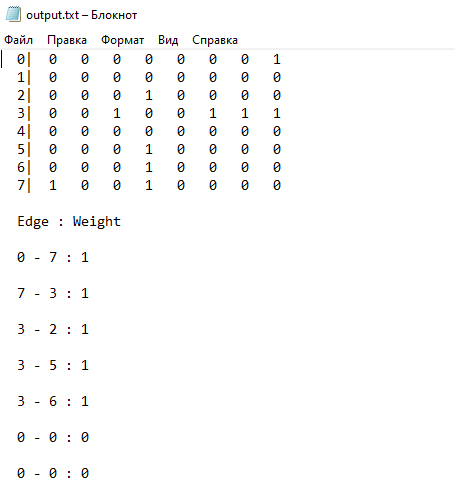 output.txt – Блокнот
Файл Правка Формат Вид Справка
0| 0 0 0 0 0 0 0 1
1| 0 0 0 0 0 0 0 0
2| 0 0 0 1 0 0 0 0
3| 0 0 1 0 0 1 1 1
4| 0 0 0 0 0 0 0 0
5| 0 0 0 1 0 0 0 0
6| 0 0 0 1 0 0 0 0
7| 1 0 0 1 0 0 0 0
Edge : Weight
0 - 7 : 1
7 - 3 : 1
3 - 2 : 1
3 - 5 : 1
3 - 6 : 1
0 - 0 : 0
0 - 0 : 0